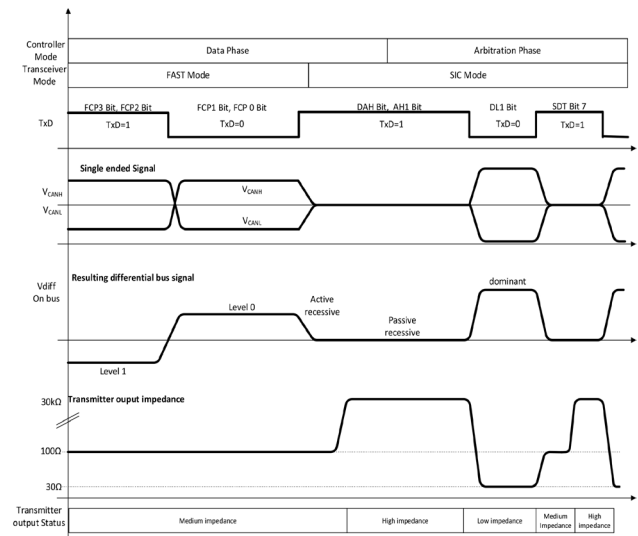 Controller
Mode
Data Phase
Arbitration Phase
Transceiver
Mode
FAST Mode
SIC Mode
FCP3 Bit, FCP2 Bit
FCP1 Bit, FCP 0 Bit
DAH Bit, AH1 Bit
DL1 Bit
SDT Bit 7
TxD
TxD=1
TxD=0
TxD=1
TxD=0
TxD=1
Single ended Signal
VCANH
VCANL
VCANH
VCANL
Vdiff
On bus
Resulting differential bus signal
Level 1
Level 0
Active
recessive
Passive
recessive
dominant
Transmitter ouput impedance
30kΩ
100Ω
30Ω
Transmitter
output Status
Medium impedance
High impedance
Low impedance
Medium
Impedance
High
impedance